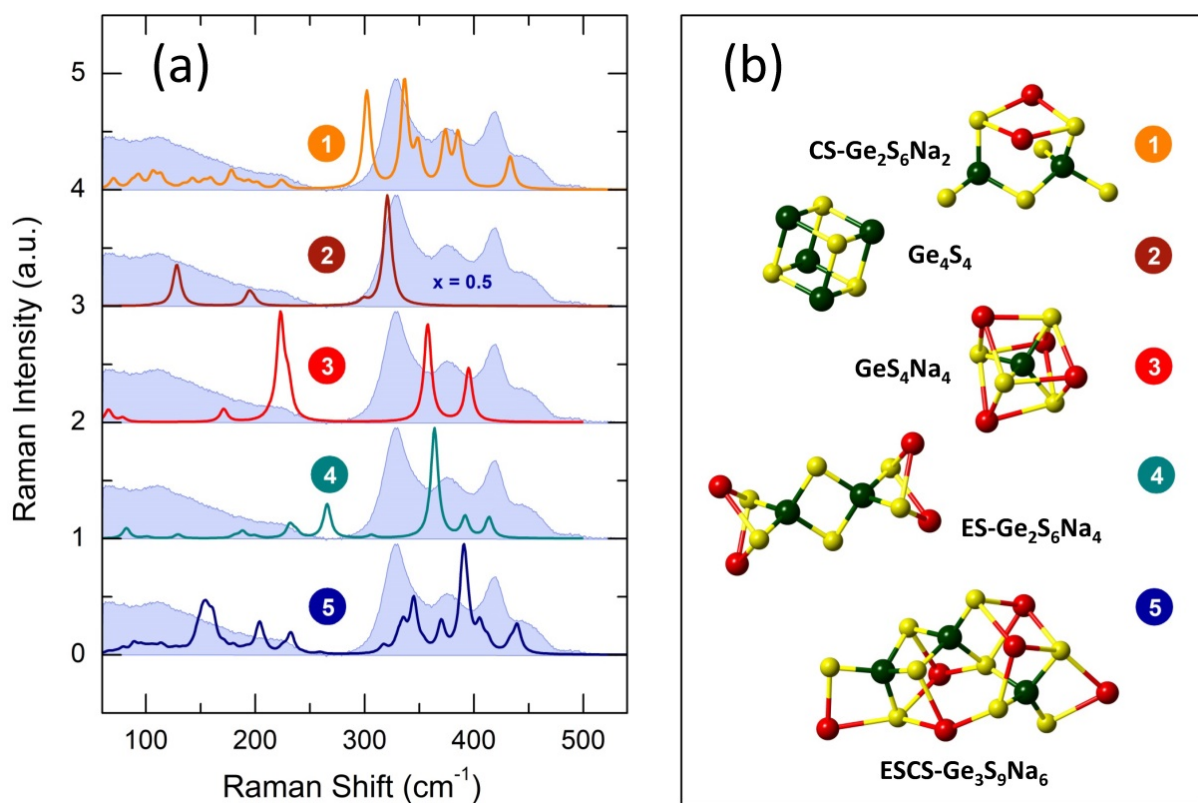 (a)
Raman Intensity (a.u.)
5
4
3
2
1
0
1
2
x = 0.5
3
4
5
100
200
300
400
500
Raman Shift (cm⁻¹)
(b)
CS-Ge₂S₆Na₂
1
Ge₄S₄
2
GeS₄Na₄
3
ES-Ge₂S₆Na₄
4
ESCS-Ge₃S₉Na₆
5